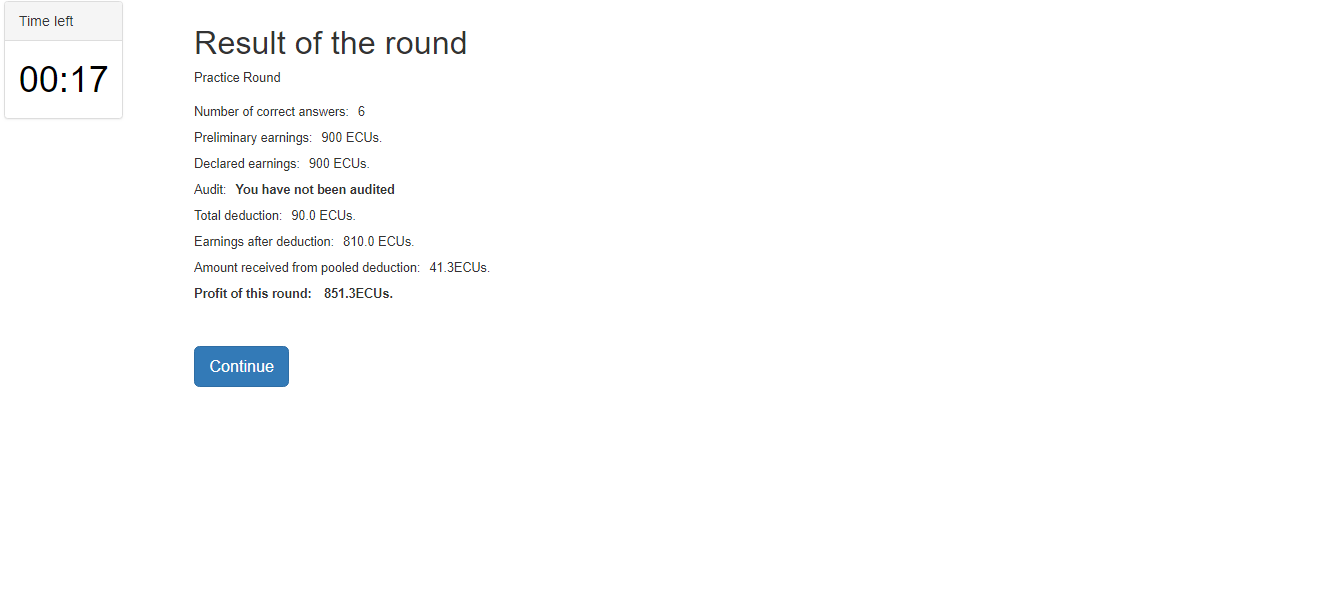 Time left
00:17
Result of the round
Practice Round
Number of correct answers: 6
Preliminary earnings: 900 ECUs.
Declared earnings: 900 ECUs.
Audit: You have not been audited
Total deduction: 90.0 ECUs.
Earnings after deduction: 810.0 ECUs.
Amount received from pooled deduction: 41.3ECUs.
Profit of this round: 851.3ECUs.
Continue